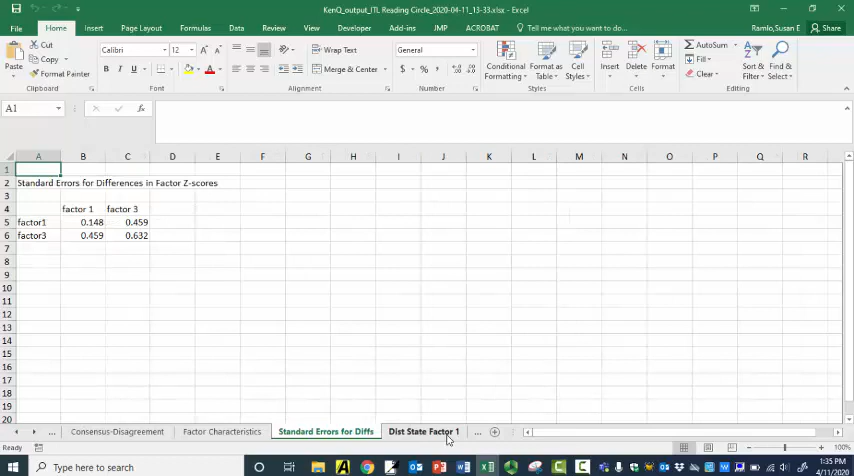 KenQ_output_ITL Reading Circle_2020-04-11_13-33.xlsx - Excel
Ramlo,Susan E
File Home Insert Page Layout Formulas Data Review View Developer Add-ins JMP ACROBAT Tell me what you want to do... Share
Paste
Cut
Copy
Format Painter
Calibri 12
B I U
Wrap Text
Merge & Center
General
$ % ,
Conditional Formatting
Format as Table
Cell Styles
Insert Delete Format
AutoSum
Fill
Clear
Sort & Filter
Find & Select
Clipboard Font Alignment Number Styles Cells Editing
A1 fx
A B C D E F G H I J K L M N O P Q R
1
2 Standard Errors for Differences in Factor Z-scores
3
4 factor 1 factor 3
5 factor1 0.148 0.459
6 factor3 0.459 0.632
7
8
9
10
11
12
13
14
15
16
17
18
19
20
... Consensus-Disagreement Factor Characteristics Standard Errors for Diffs Dist State Factor 1 ...
Ready 100%
Type here to search
1:35 PM
4/11/2020